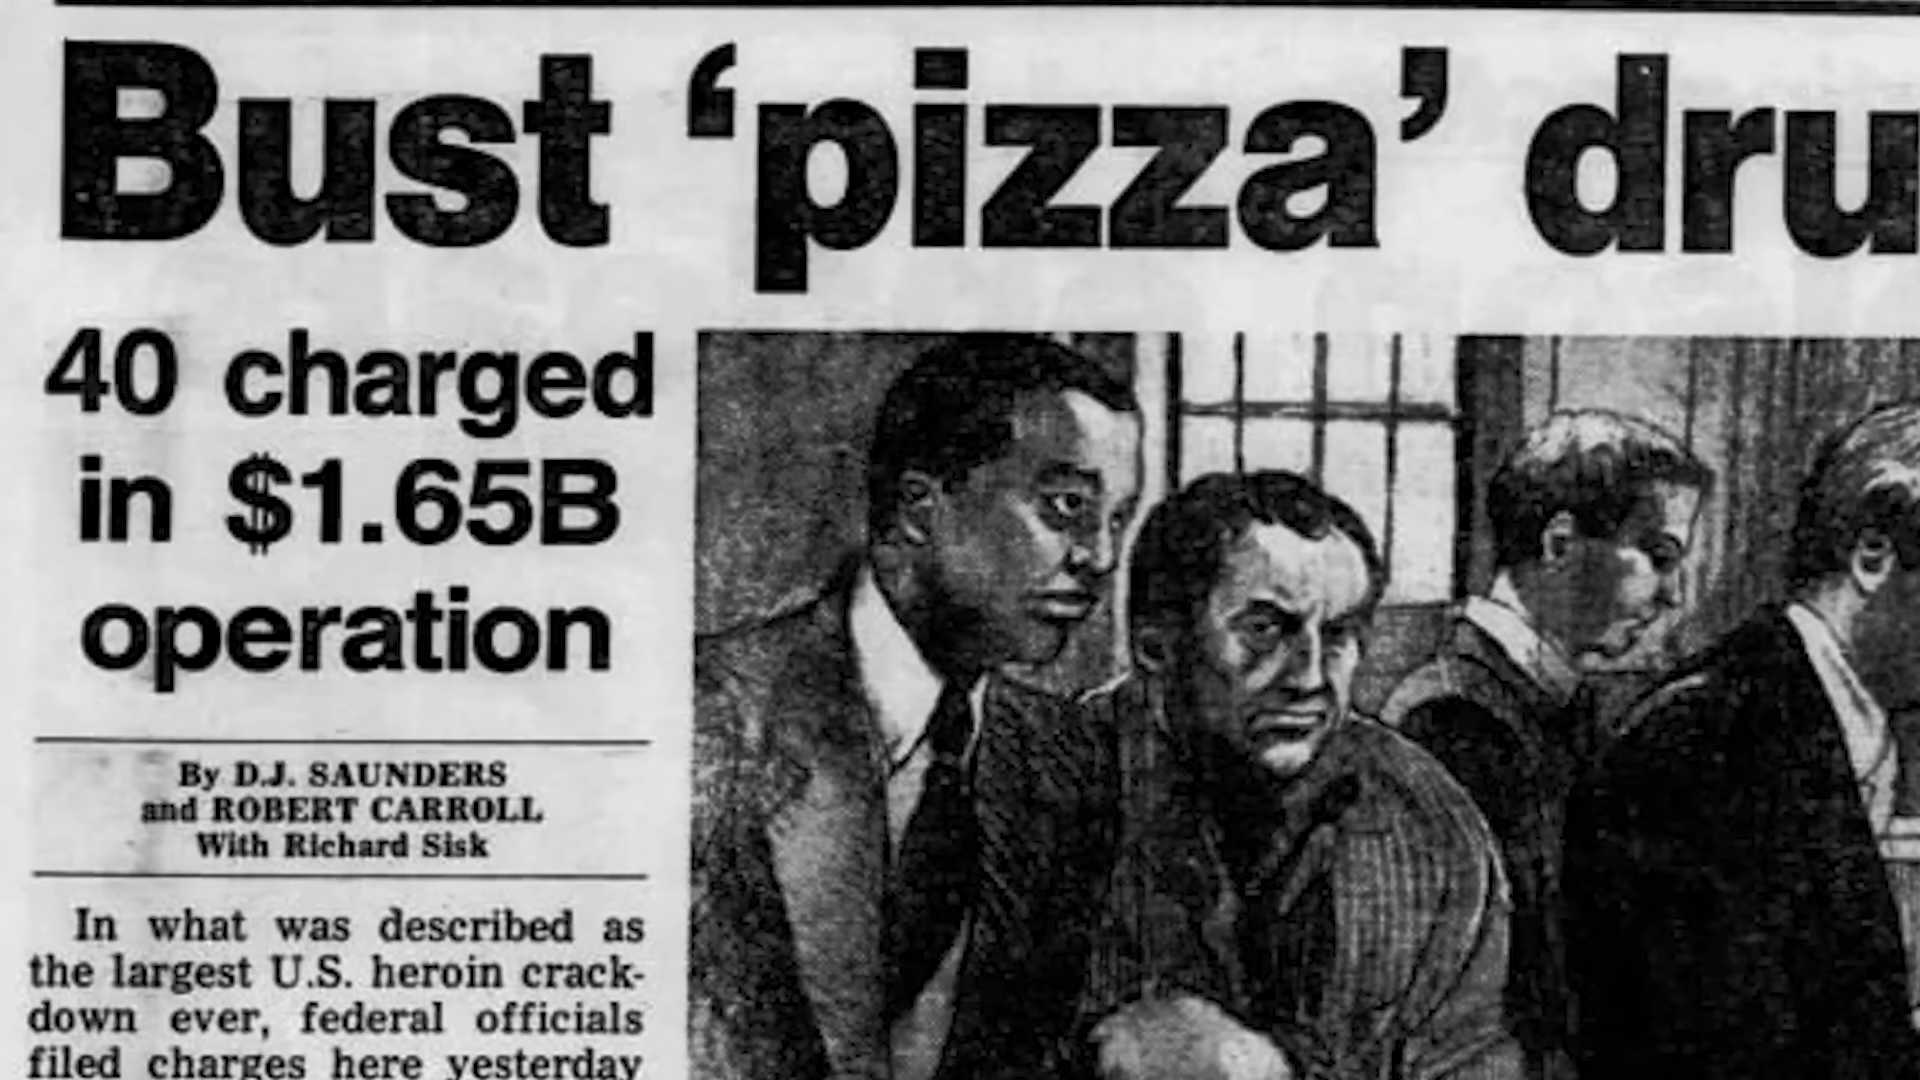 Bust ‘pizza’ dru
40 charged
in $1.65B
operation
By D.J. SAUNDERS
and ROBERT CARROLL
With Richard Sisk
In what was described as
the largest U.S. heroin crack-
down ever, federal officials
filed charges here yesterday